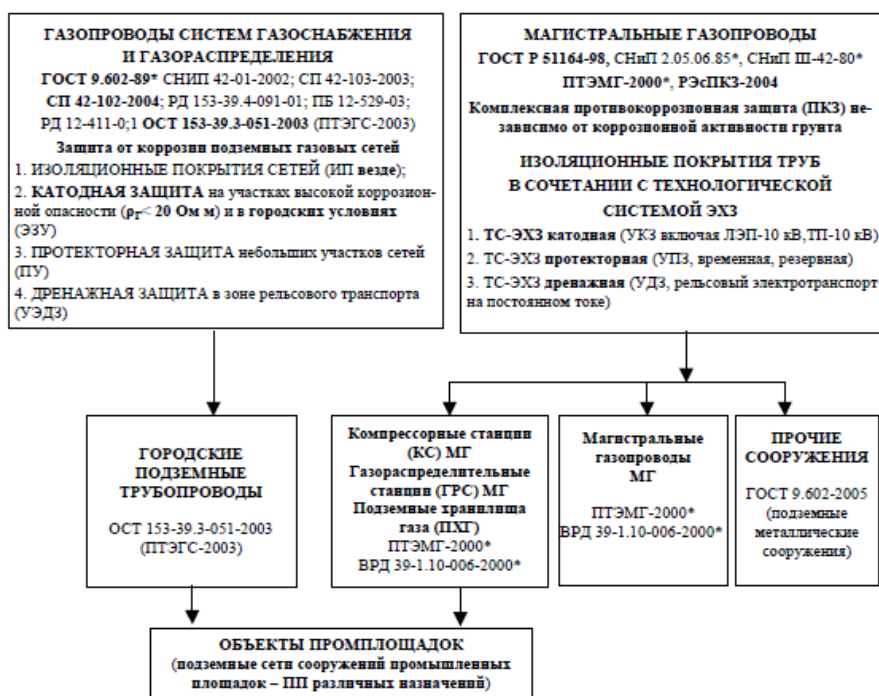 ГАЗОПРОВОДЫ СИСТЕМ ГАЗОСНАБЖЕНИЯ
И ГАЗОРАСПРЕДЕЛЕНИЯ
ГОСТ 9.602-89* СНИП 42-01-2002; СП 42-103-2003;
СП 42-102-2004; РД 153-39.4-091-01; ПБ 12-529-03;
РД 12-411-0;1 ОСТ 153-39.3-051-2003 (ПТЭГС-2003)
Защита от коррозии подземных газовых сетей
1. ИЗОЛЯЦИОННЫЕ ПОКРЫТИЯ СЕТЕЙ (ИП везде);
2. КАТОДНАЯ ЗАЩИТА на участках высокой коррозион-
ной опасности (ρг< 20 Ом м) и в городских условиях
(ЭЗУ)
3. ПРОТЕКТОРНАЯ ЗАЩИТА небольших участков сетей
(ПУ)
4. ДРЕНАЖНАЯ ЗАЩИТА в зоне рельсового транспорта
(УЭДЗ)
МАГИСТРАЛЬНЫЕ ГАЗОПРОВОДЫ
ГОСТ Р 51164-98, СНиП 2.05.06.85*, СНиП Ш-42-80*
ПТЭМГ-2000*, РЭсПКЗ-2004
Комплексная противокоррозионная защита (ПКЗ) не-
зависимо от коррозионной активности грунта
ИЗОЛЯЦИОННЫЕ ПОКРЫТИЯ ТРУБ
В СОЧЕТАНИИ С ТЕХНОЛОГИЧЕСКОЙ
СИСТЕМОЙ ЭХЗ
1. ТС-ЭХЗ катодная (УКЗ включая ЛЭП-10 кВ,ТП-10 кВ)
2. ТС-ЭХЗ протекторная (УПЗ, временная, резервная)
3. ТС-ЭХЗ дренажная (УДЗ, рельсовый электротранспорт
на постоянном токе)
ГОРОДСКИЕ
ПОДЗЕМНЫЕ
ТРУБОПРОВОДЫ
ОСТ 153-39.3-051-2003
(ПТЭГС-2003)
Компрессорные станции
(КС) МГ
Газораспределительные
станции (ГРС) МГ
Подземные хранилища
газа (ПХГ)
ПТЭМГ-2000*
ВРД 39-1.10-006-2000*
Магистральные
газопроводы
МГ
ПТЭМГ-2000*
ВРД 39-1.10-006-2000*
ПРОЧИЕ
СООРУЖЕНИЯ
ГОСТ 9.602-2005
(подземные
металлические
сооружения)
ОБЪЕКТЫ ПРОМПЛОЩАДОК
(подземные сети сооружений промышленных
площадок – ПП различных назначений)